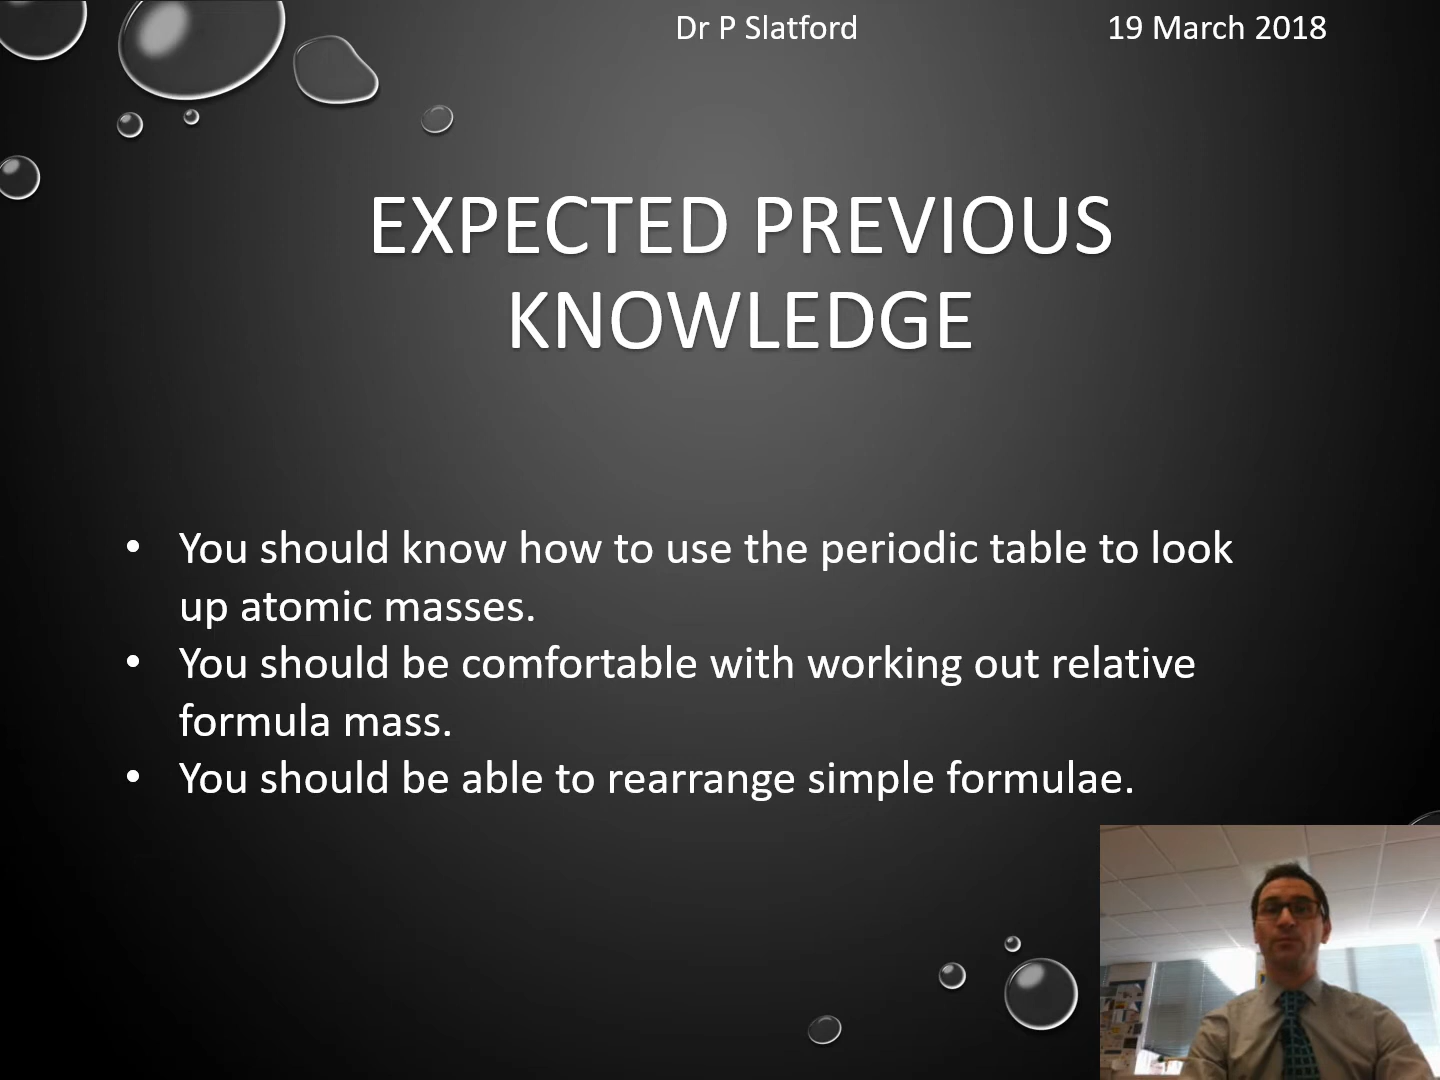 Dr P Slatford
19 March 2018
EXPECTED PREVIOUS
KNOWLEDGE
• You should know how to use the periodic table to look
up atomic masses.
• You should be comfortable with working out relative
formula mass.
• You should be able to rearrange simple formulae.